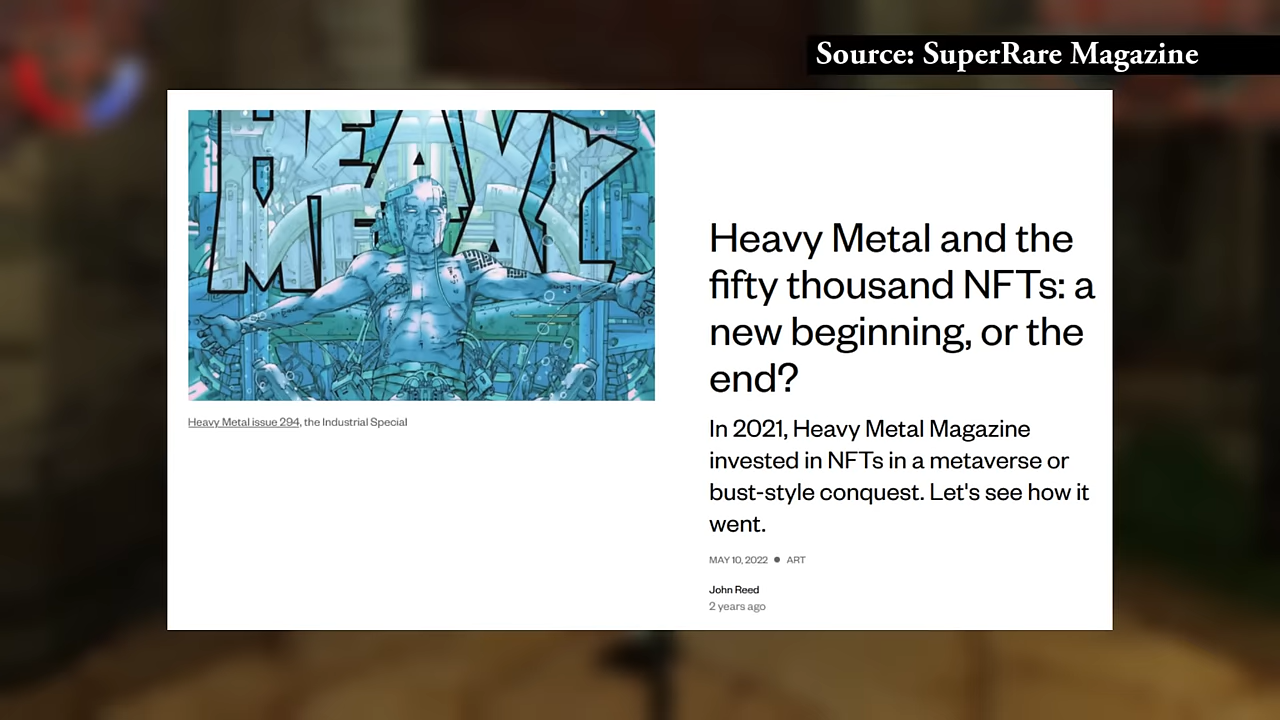 Source: SuperRare Magazine
HEAVY
METAL
Heavy Metal issue 294, the Industrial Special
Heavy Metal and the
fifty thousand NFTs: a
new beginning, or the
end?
In 2021, Heavy Metal Magazine
invested in NFTs in a metaverse or
bust-style conquest. Let's see how it
went.
MAY 10, 2022 ● ART
John Reed
2 years ago